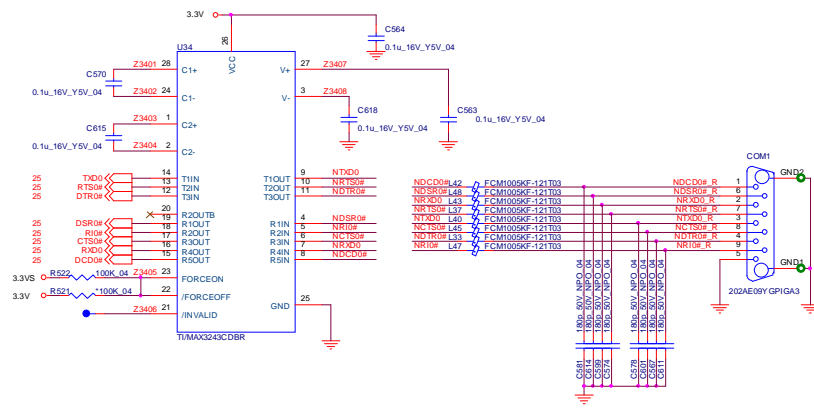 3.3V
C564
0.1u_16V_Y5V_04
U34
26
VCC
Z3401 28 C1+
C570
0.1u_16V_Y5V_04
Z3402 24 C1-
Z3403 1 C2+
C615
0.1u_16V_Y5V_04
Z3404 2 C2-
V+ 27 Z3407
V- 3 Z3408
C618
0.1u_16V_Y5V_04
C563
0.1u_16V_Y5V_04
25 TXD0 14 T1IN
25 RTS0# 13 T2IN
25 DTR0# 12 T3IN
T1OUT 9 NTXD0
T2OUT 10 NRTS0#
T3OUT 11 NDTR0#
20 R2OUTB
25 DSR0# 19 R1OUT
25 RI0# 18 R2OUT
25 CTS0# 17 R3OUT
25 RXD0 16 R4OUT
25 DCD0# 15 R5OUT
R1IN 4 NDSR0#
R2IN 5 NRI0#
R3IN 6 NCTS0#
R4IN 7 NRXD0
R5IN 8 NDCD0#
3.3VS R522 100K_04 Z3405 23 FORCEON
3.3V R521 *100K_04 22 /FORCEOFF
Z3406 21 /INVALID
GND 25
TI/MAX3243CDBR
NDCD0# L42 FCM1005KF-121T03 NDCD0#_R 1
NDSR0# L48 FCM1005KF-121T03 NDSR0#_R 6
NRXD0 L43 FCM1005KF-121T03 NRXD0_R 2
NRTS0# L37 FCM1005KF-121T03 NRTS0#_R 7
NTXD0 L40 FCM1005KF-121T03 NTXD0_R 3
NCTS0# L45 FCM1005KF-121T03 NCTS0#_R 8
NDTR0# L33 FCM1005KF-121T03 NDTR0#_R 4
NRI0# L47 FCM1005KF-121T03 NRI0#_R 9
5
COM1
GND2
GND1
202AE09YGPIGA3
C581 180p_50V_NPO_04
C614 180p_50V_NPO_04
C599 180p_50V_NPO_04
C574 180p_50V_NPO_04
C578 180p_50V_NPO_04
C601 180p_50V_NPO_04
C567 180p_50V_NPO_04
C611 180p_50V_NPO_04